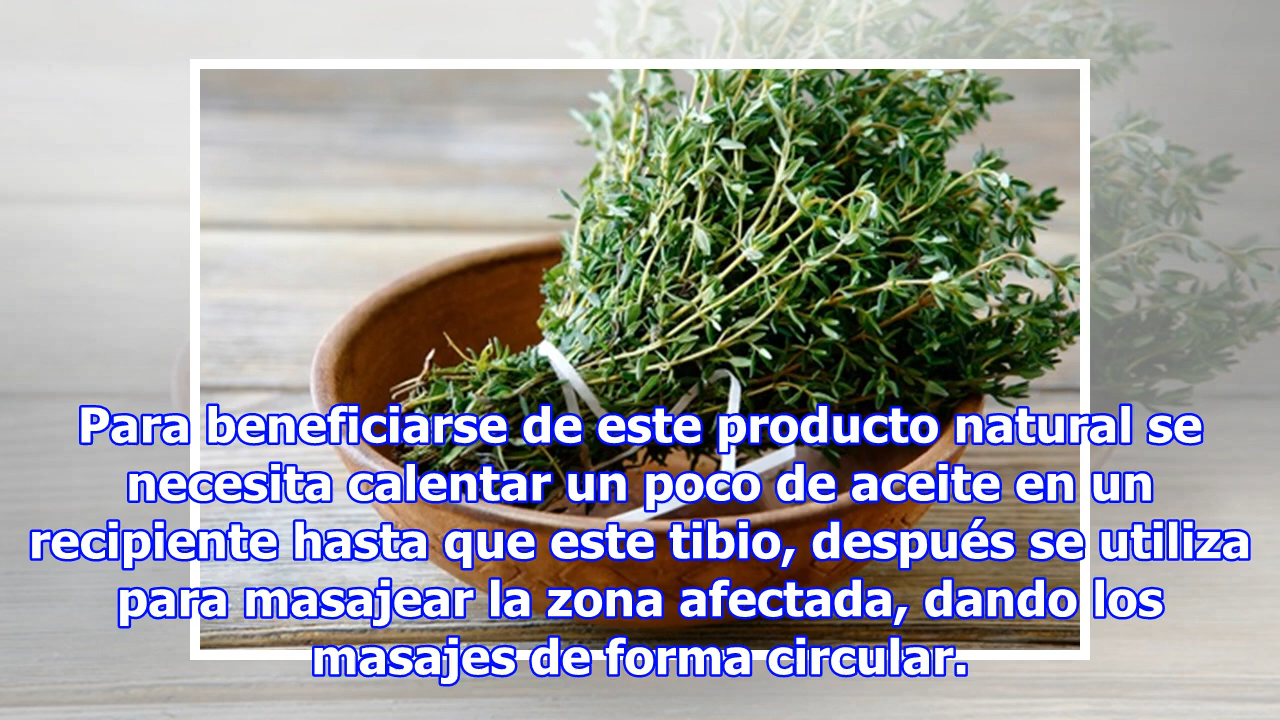 Para beneficiarse de este producto natural se
necesita calentar un poco de aceite en un
recipiente hasta que este tibio, después se utiliza
para masajear la zona afectada, dando los
masajes de forma circular.